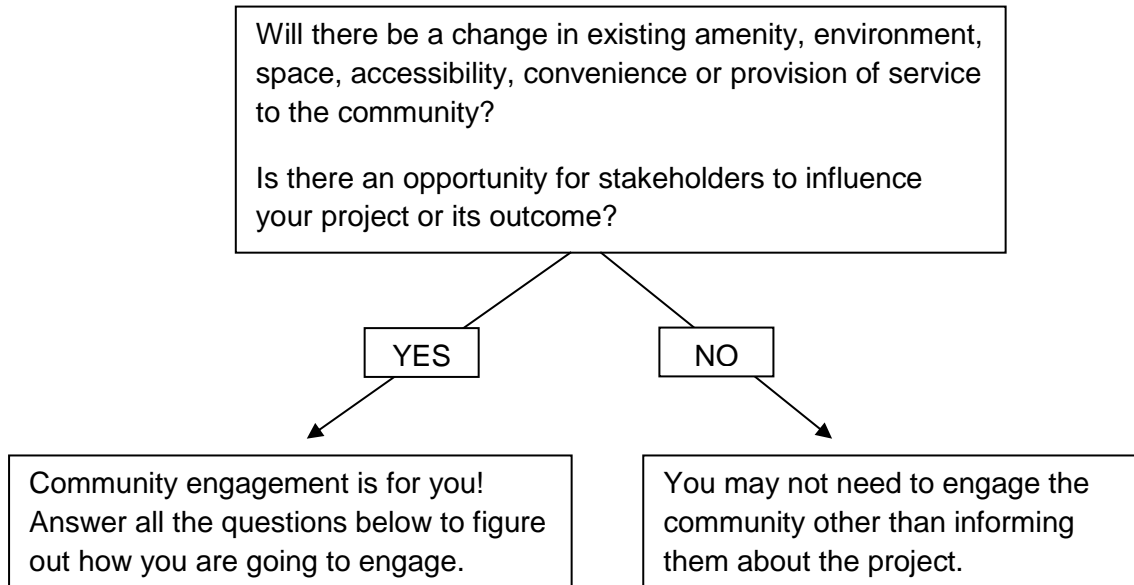 Will there be a change in existing amenity, environment,
space, accessibility, convenience or provision of service
to the community?
Is there an opportunity for stakeholders to influence
your project or its outcome?
YES
NO
Community engagement is for you!
Answer all the questions below to figure
out how you are going to engage.
You may not need to engage the
community other than informing
them about the project.